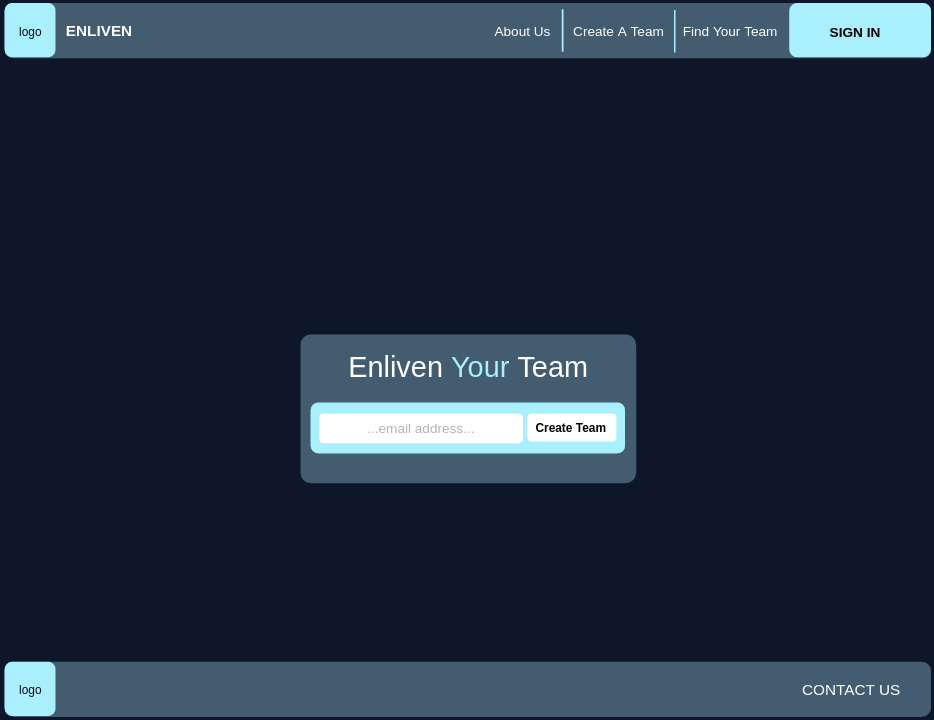 logo ENLIVEN About Us Create A Team Find Your Team SIGN IN
Enliven Your Team
...email address... Create Team
logo CONTACT US